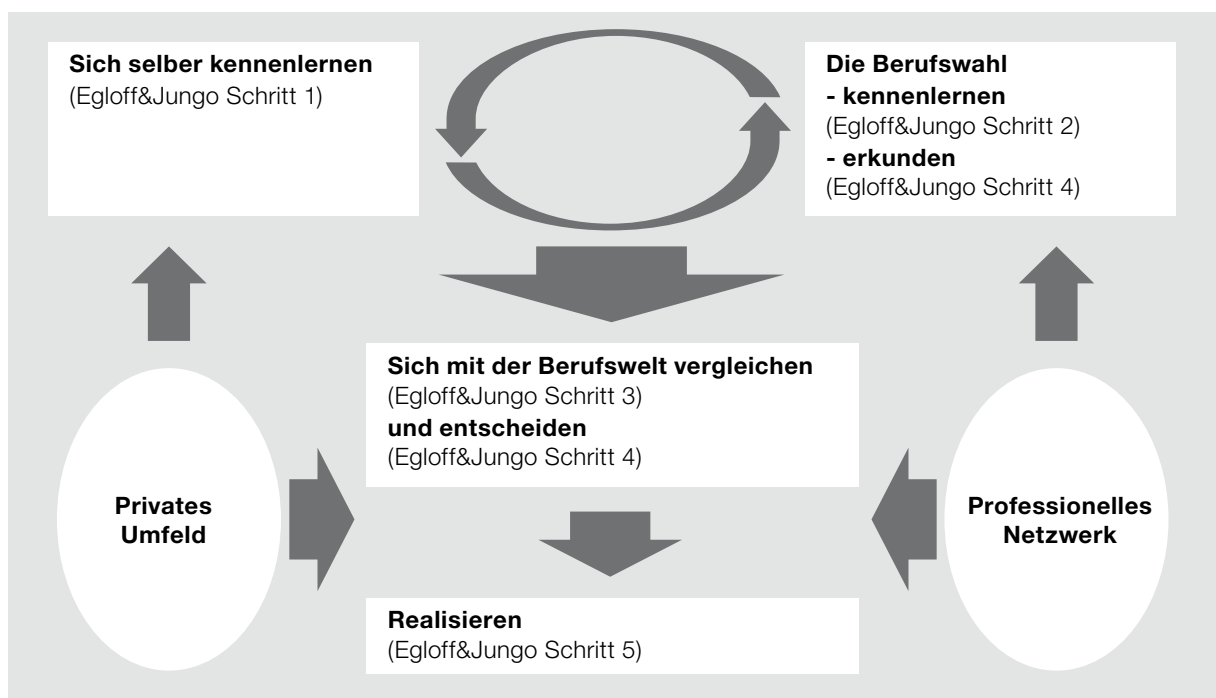 Sich selber kennenlernen
(Egloff&Jungo Schritt 1)
Die Berufswahl
- kennenlernen
(Egloff&Jungo Schritt 2)
- erkunden
(Egloff&Jungo Schritt 4)
Sich mit der Berufswelt vergleichen
(Egloff&Jungo Schritt 3)
und entscheiden
(Egloff&Jungo Schritt 4)
Privates
Umfeld
Professionelles
Netzwerk
Realisieren
(Egloff&Jungo Schritt 5)